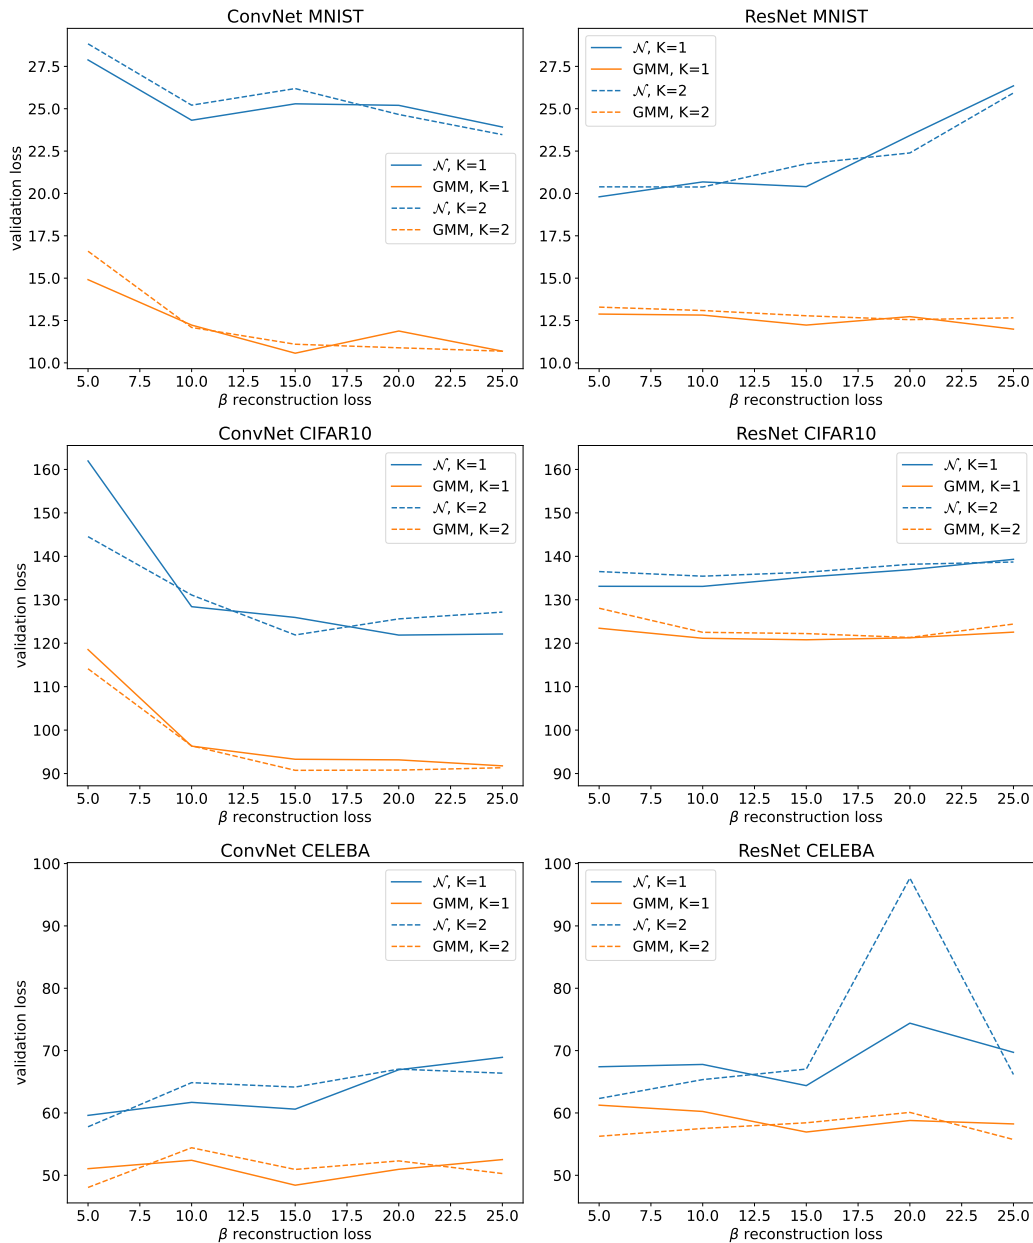 ConvNet MNIST
validation loss
27.5
25.0
22.5
20.0
17.5
15.0
12.5
10.0
𝒩, K=1
GMM, K=1
𝒩, K=2
GMM, K=2
5.0 7.5 10.0 12.5 15.0 17.5 20.0 22.5 25.0
β reconstruction loss
ResNet MNIST
27.5
25.0
22.5
20.0
17.5
15.0
12.5
10.0
𝒩, K=1
GMM, K=1
𝒩, K=2
GMM, K=2
5.0 7.5 10.0 12.5 15.0 17.5 20.0 22.5 25.0
β reconstruction loss
ConvNet CIFAR10
validation loss
160
150
140
130
120
110
100
90
𝒩, K=1
GMM, K=1
𝒩, K=2
GMM, K=2
5.0 7.5 10.0 12.5 15.0 17.5 20.0 22.5 25.0
β reconstruction loss
ResNet CIFAR10
160
150
140
130
120
110
100
90
𝒩, K=1
GMM, K=1
𝒩, K=2
GMM, K=2
5.0 7.5 10.0 12.5 15.0 17.5 20.0 22.5 25.0
β reconstruction loss
ConvNet CELEBA
validation loss
100
90
80
70
60
50
𝒩, K=1
GMM, K=1
𝒩, K=2
GMM, K=2
5.0 7.5 10.0 12.5 15.0 17.5 20.0 22.5 25.0
β reconstruction loss
ResNet CELEBA
100
90
80
70
60
50
𝒩, K=1
GMM, K=1
𝒩, K=2
GMM, K=2
5.0 7.5 10.0 12.5 15.0 17.5 20.0 22.5 25.0
β reconstruction loss